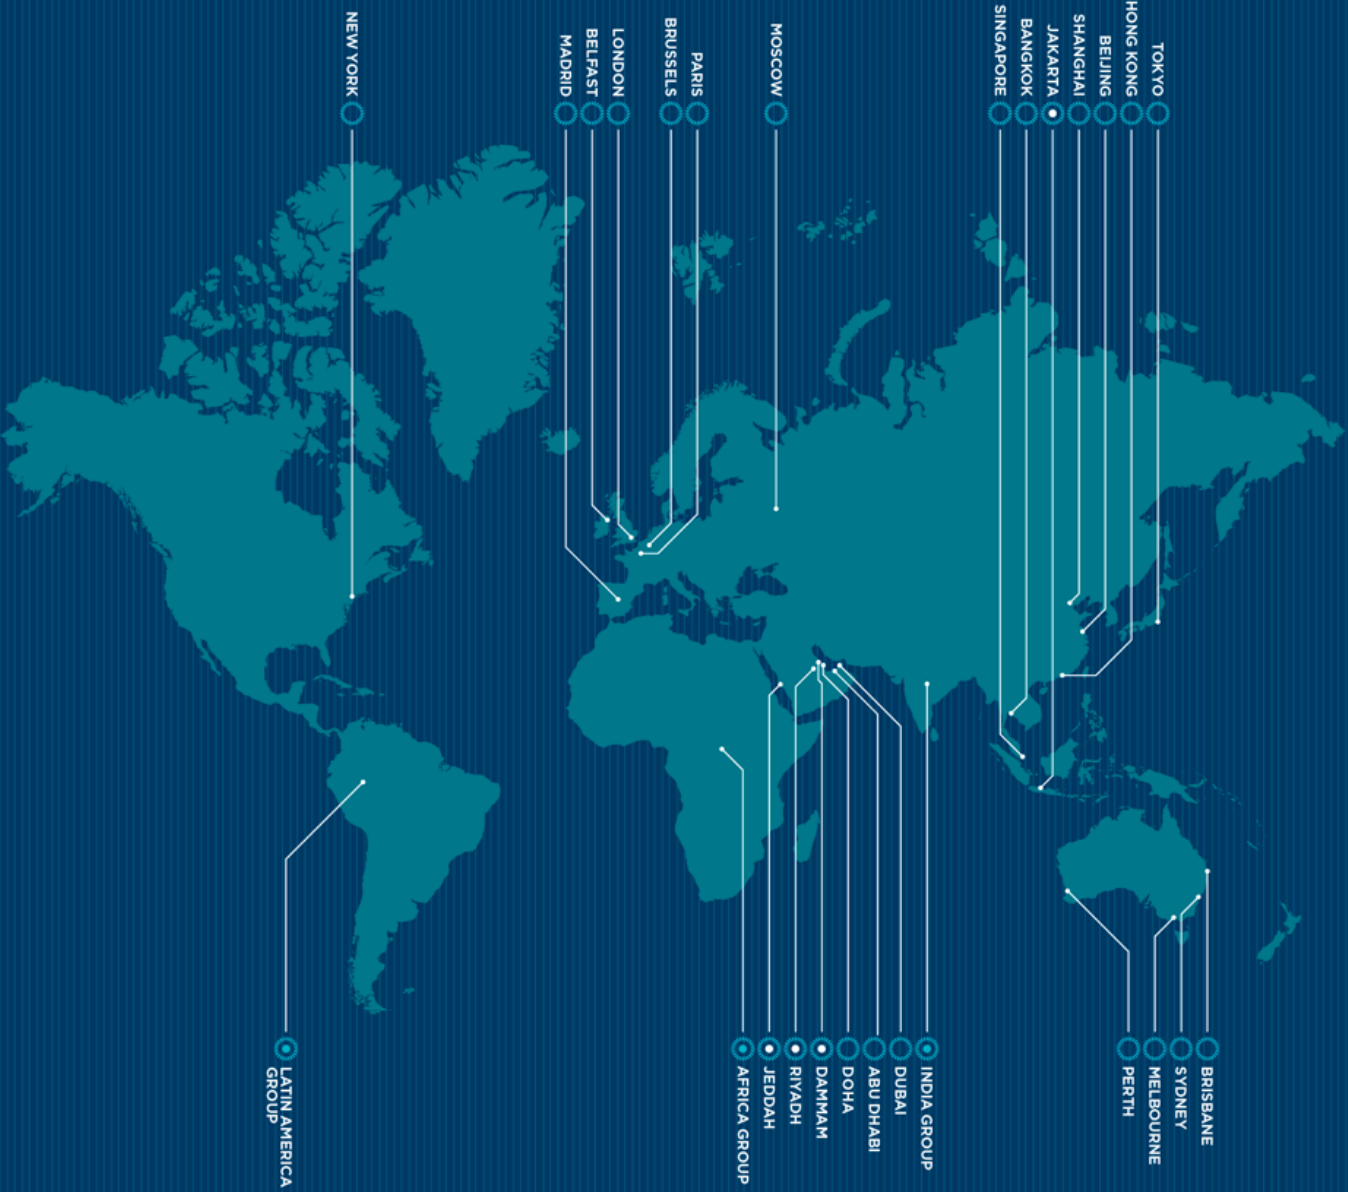 NEW YORK
MADRID
BELFAST
LONDON
BRUSSELS
PARIS
MOSCOW
SINGAPORE
BANGKOK
JAKARTA
SHANGHAI
BEIJING
HONG KONG
TOKYO
LATIN AMERICA
GROUP
AFRICA GROUP
JEDDAH
RIYADH
DAMMAM
DOHA
ABU DHABI
DUBAI
INDIA GROUP
PERTH
MELBOURNE
SYDNEY
BRISBANE